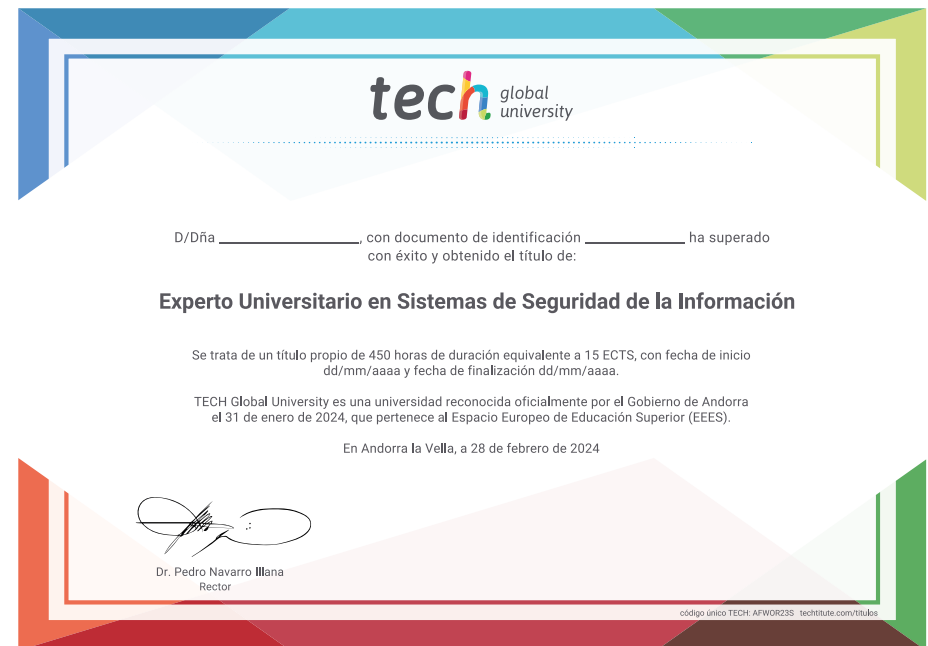 tech global
university
D/Dña ____________________, con documento de identificación ______________ ha superado
con éxito y obtenido el título de:
Experto Universitario en Sistemas de Seguridad de la Información
Se trata de un título propio de 450 horas de duración equivalente a 15 ECTS, con fecha de inicio
dd/mm/aaaa y fecha de finalización dd/mm/aaaa.
TECH Global University es una universidad reconocida oficialmente por el Gobierno de Andorra
el 31 de enero de 2024, que pertenece al Espacio Europeo de Educación Superior (EEES).
En Andorra la Vella, a 28 de febrero de 2024
Dr. Pedro Navarro Illana
Rector
código único TECH: AFWOR23S techtitute.com/titulos